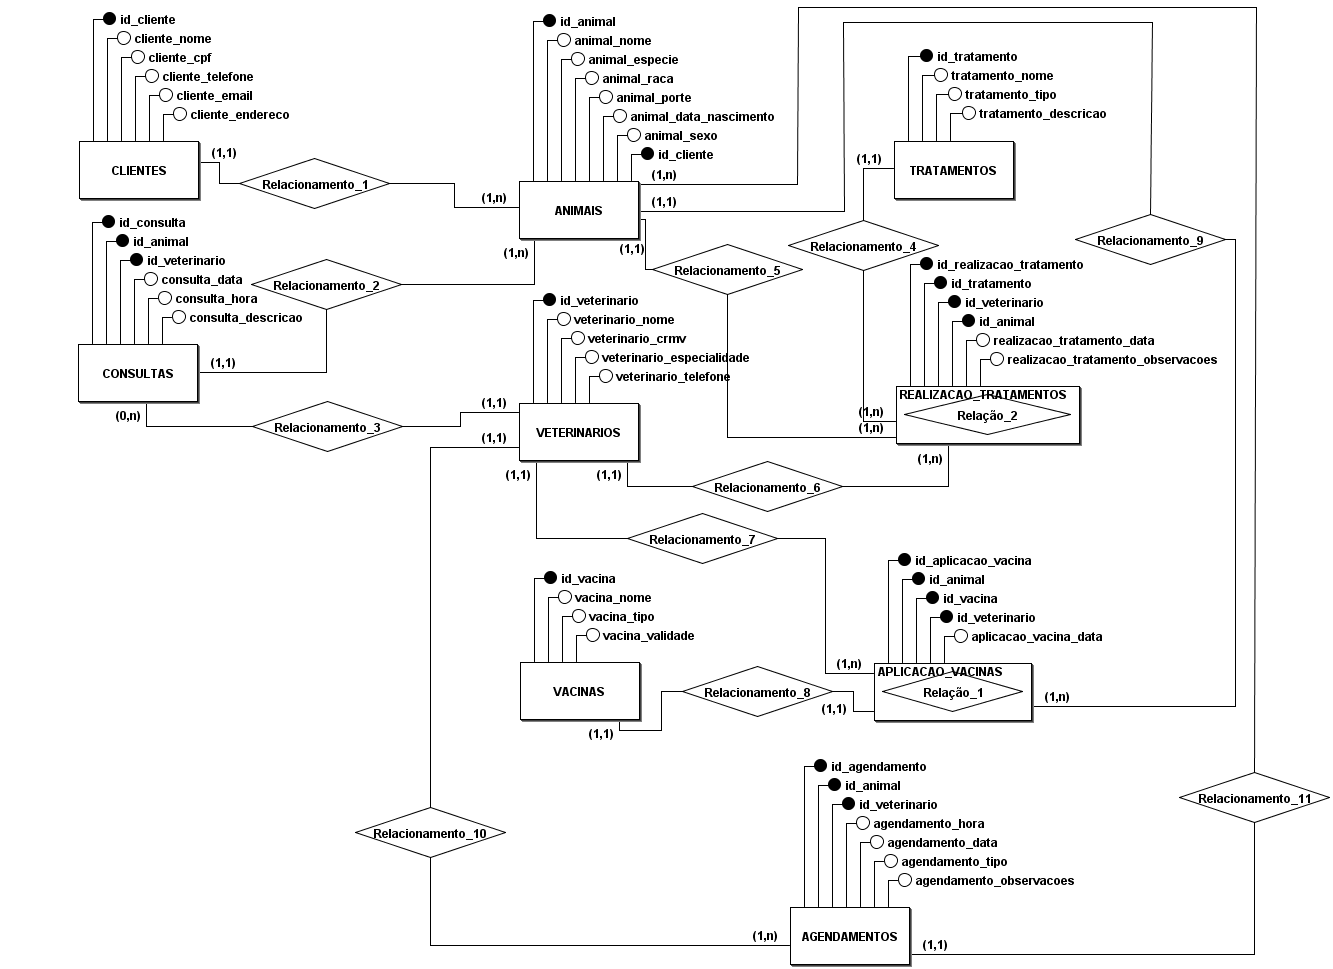 id_cliente
cliente_nome
cliente_cpf
cliente_telefone
cliente_email
cliente_endereco
CLIENTES
(1,1)
Relacionamento_1
(1,n)
id_animal
animal_nome
animal_especie
animal_raca
animal_porte
animal_data_nascimento
animal_sexo
id_cliente
ANIMAIS
(1,n)
(1,1)
(1,1)
(1,n)
id_tratamento
tratamento_nome
tratamento_tipo
tratamento_descricao
TRATAMENTOS
(1,1)
Relacionamento_4
Relacionamento_9
Relacionamento_5
id_consulta
id_animal
id_veterinario
consulta_data
consulta_hora
consulta_descricao
CONSULTAS
(1,1)
(0,n)
Relacionamento_2
Relacionamento_3
id_veterinario
veterinario_nome
veterinario_crmv
veterinario_especialidade
veterinario_telefone
VETERINARIOS
(1,1)
(1,1)
(1,1)
(1,1)
id_realizacao_tratamento
id_tratamento
id_veterinario
id_animal
realizacao_tratamento_data
realizacao_tratamento_observacoes
REALIZACAO_TRATAMENTOS
Relação_2
(1,n)
(1,n)
(1,n)
Relacionamento_6
Relacionamento_7
id_vacina
vacina_nome
vacina_tipo
vacina_validade
VACINAS
(1,1)
Relacionamento_8
id_aplicacao_vacina
id_animal
id_vacina
id_veterinario
aplicacao_vacina_data
APLICACAO_VACINAS
Relação_1
(1,n)
(1,1)
(1,n)
Relacionamento_10
Relacionamento_11
id_agendamento
id_animal
id_veterinario
agendamento_hora
agendamento_data
agendamento_tipo
agendamento_observacoes
AGENDAMENTOS
(1,n)
(1,1)